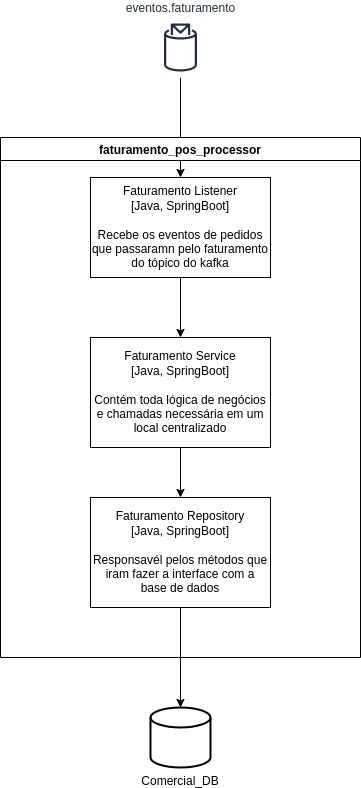 eventos.faturamento
faturamento_pos_processor
Faturamento Listener
[Java, SpringBoot]
Recebe os eventos de pedidos
que passaramn pelo faturamento
do tópico do kafka
Faturamento Service
[Java, SpringBoot]
Contém toda lógica de negócios
e chamadas necessária em um
local centralizado
Faturamento Repository
[Java, SpringBoot]
Responsavél pelos métodos que
iram fazer a interface com a
base de dados
Comercial_DB